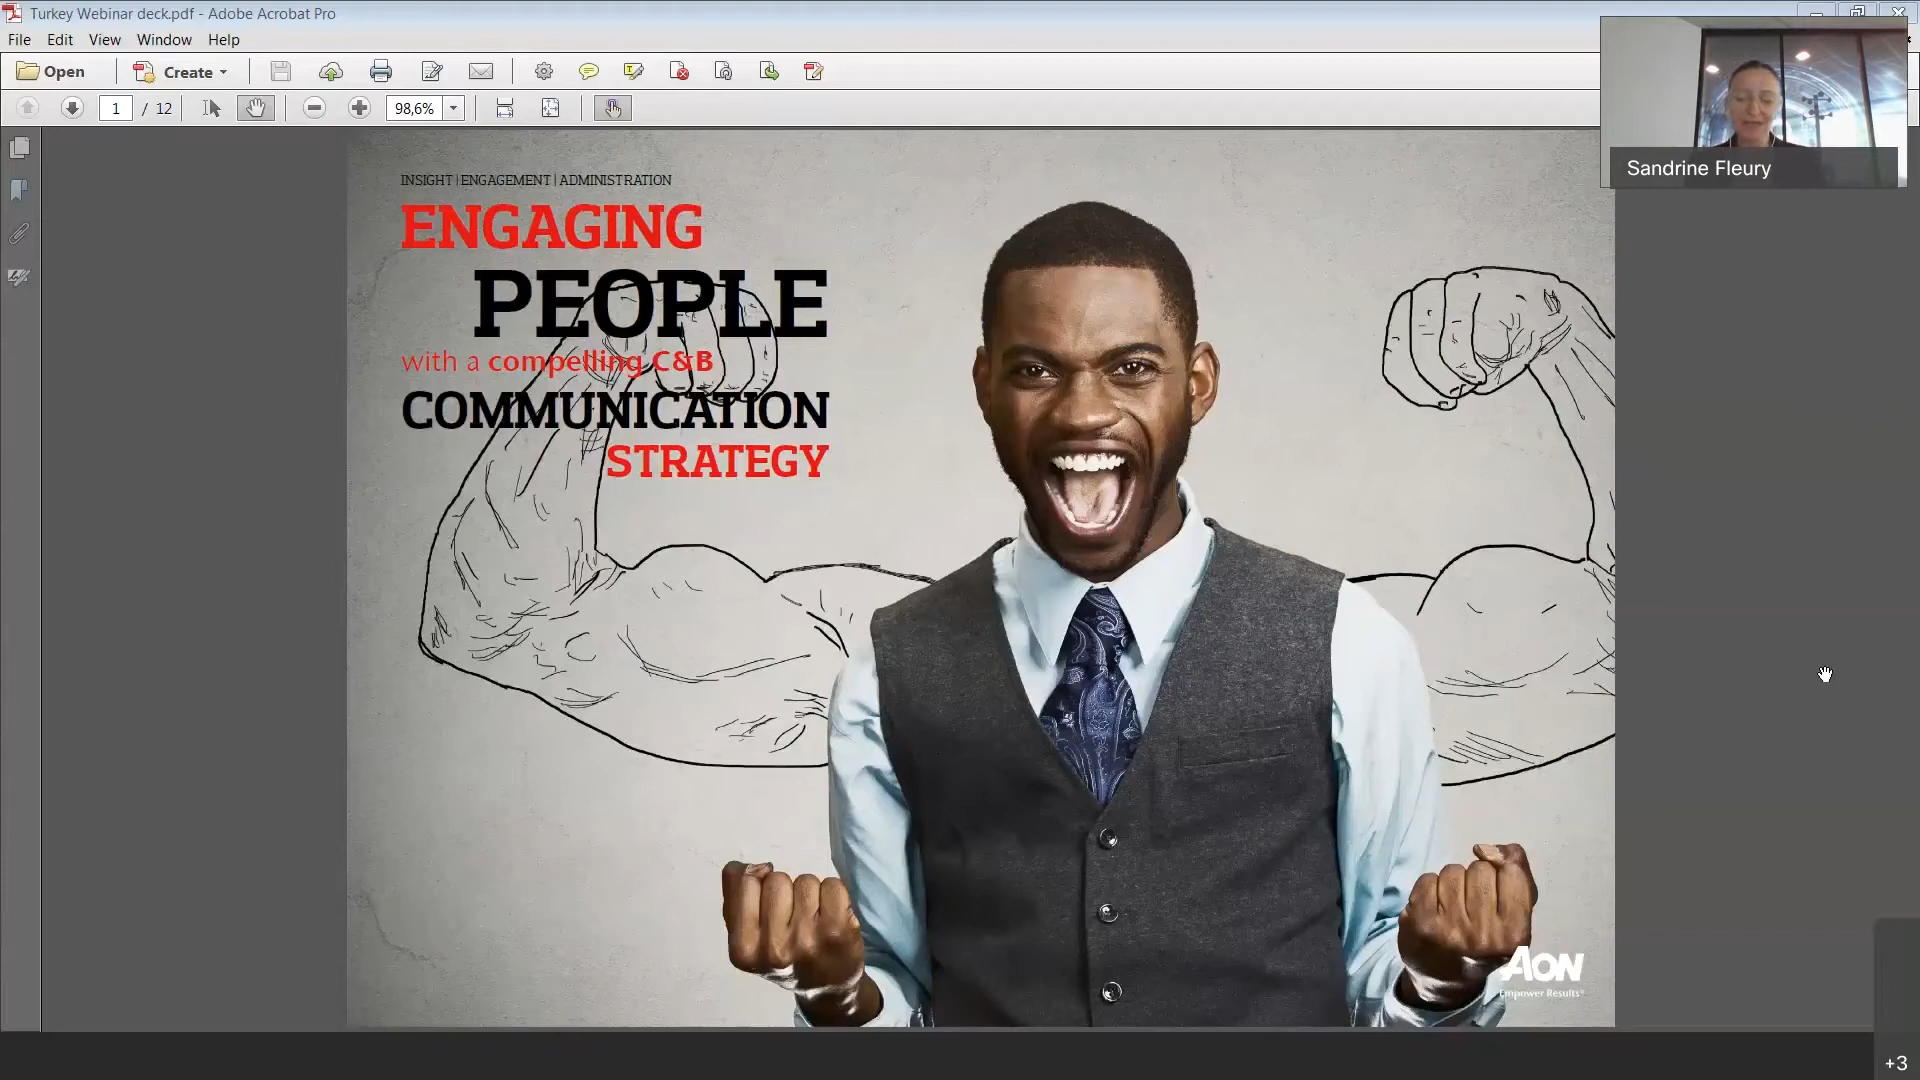 Turkey Webinar deck.pdf - Adobe Acrobat Pro
File Edit View Window Help
Open Create
1 / 12 98,6%
Sandrine Fleury
INSIGHT | ENGAGEMENT | ADMINISTRATION
ENGAGING
PEOPLE
with a compelling C&B
COMMUNICATION
STRATEGY
AON
Empower Results®
+3